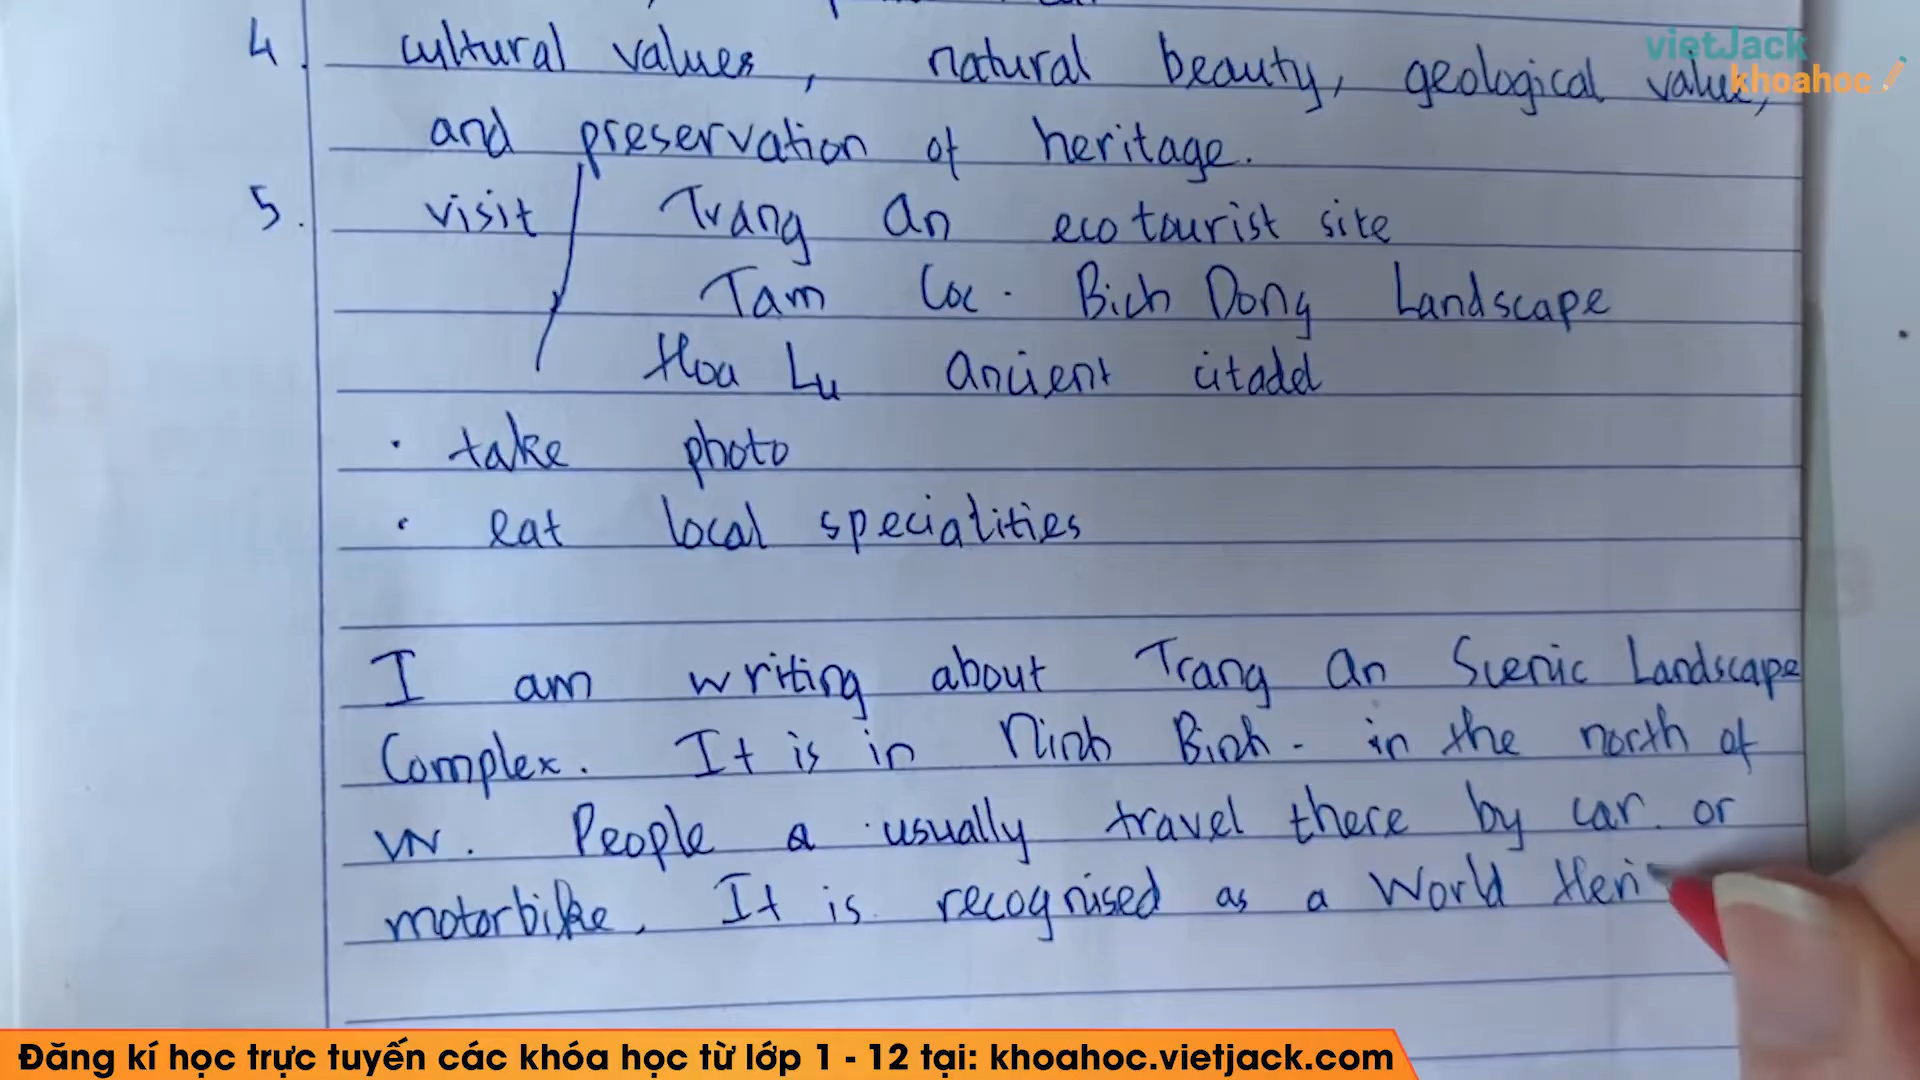 vietJack
khoahoc
4. cultural values, natural beauty, geological value,
and preservation of heritage.
5. visit Trang An ecotourist site
Tam Coc - Bich Dong Landscape
Hoa Lu Ancient citadel
· take photo
· eat local specialities
I am writing about Trang An Scenic Landscape
Complex. It is in Ninh Binh - in the north of
VN. People a usually travel there by car or
motorbike. It is recognised as a World Heri
Đăng kí học trực tuyến các khóa học từ lớp 1 - 12 tại: khoahoc.vietjack.com